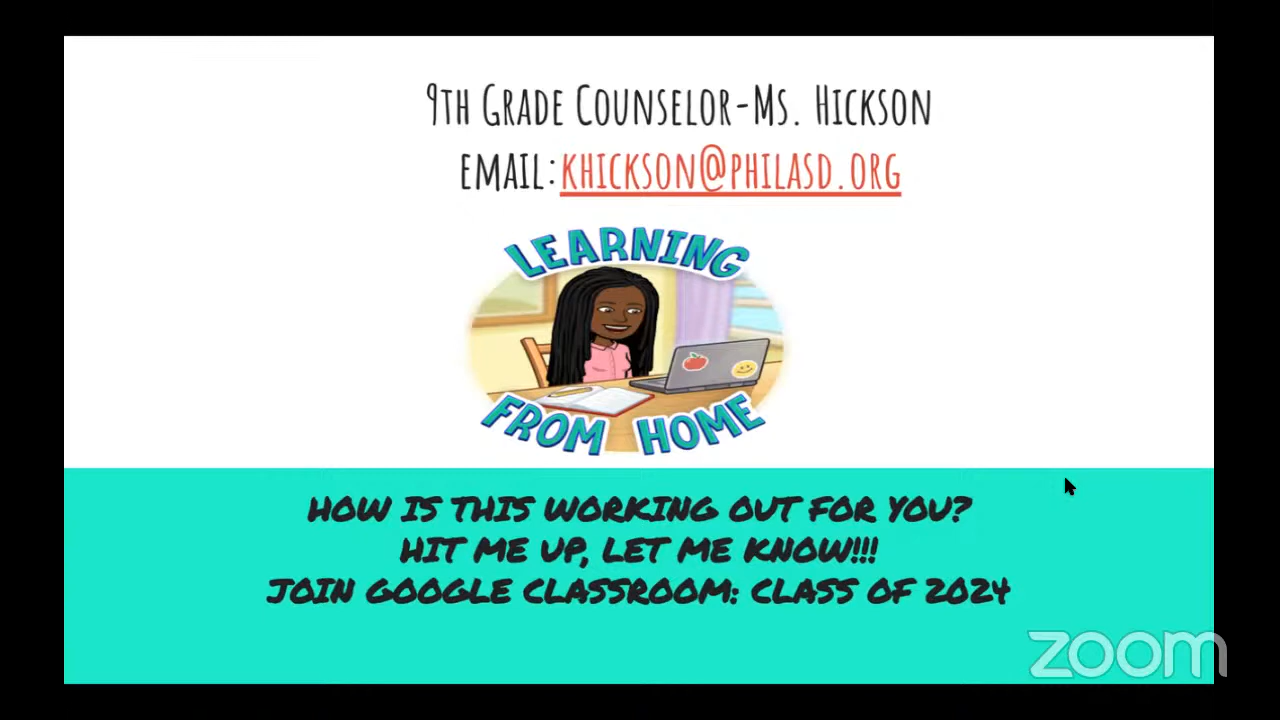 9th Grade Counselor-Ms. Hickson
email:khickson@philasd.org
LEARNING
FROM HOME
HOW IS THIS WORKING OUT FOR YOU?
HIT ME UP, LET ME KNOW!!!
JOIN GOOGLE CLASSROOM: CLASS OF 2024
zoom